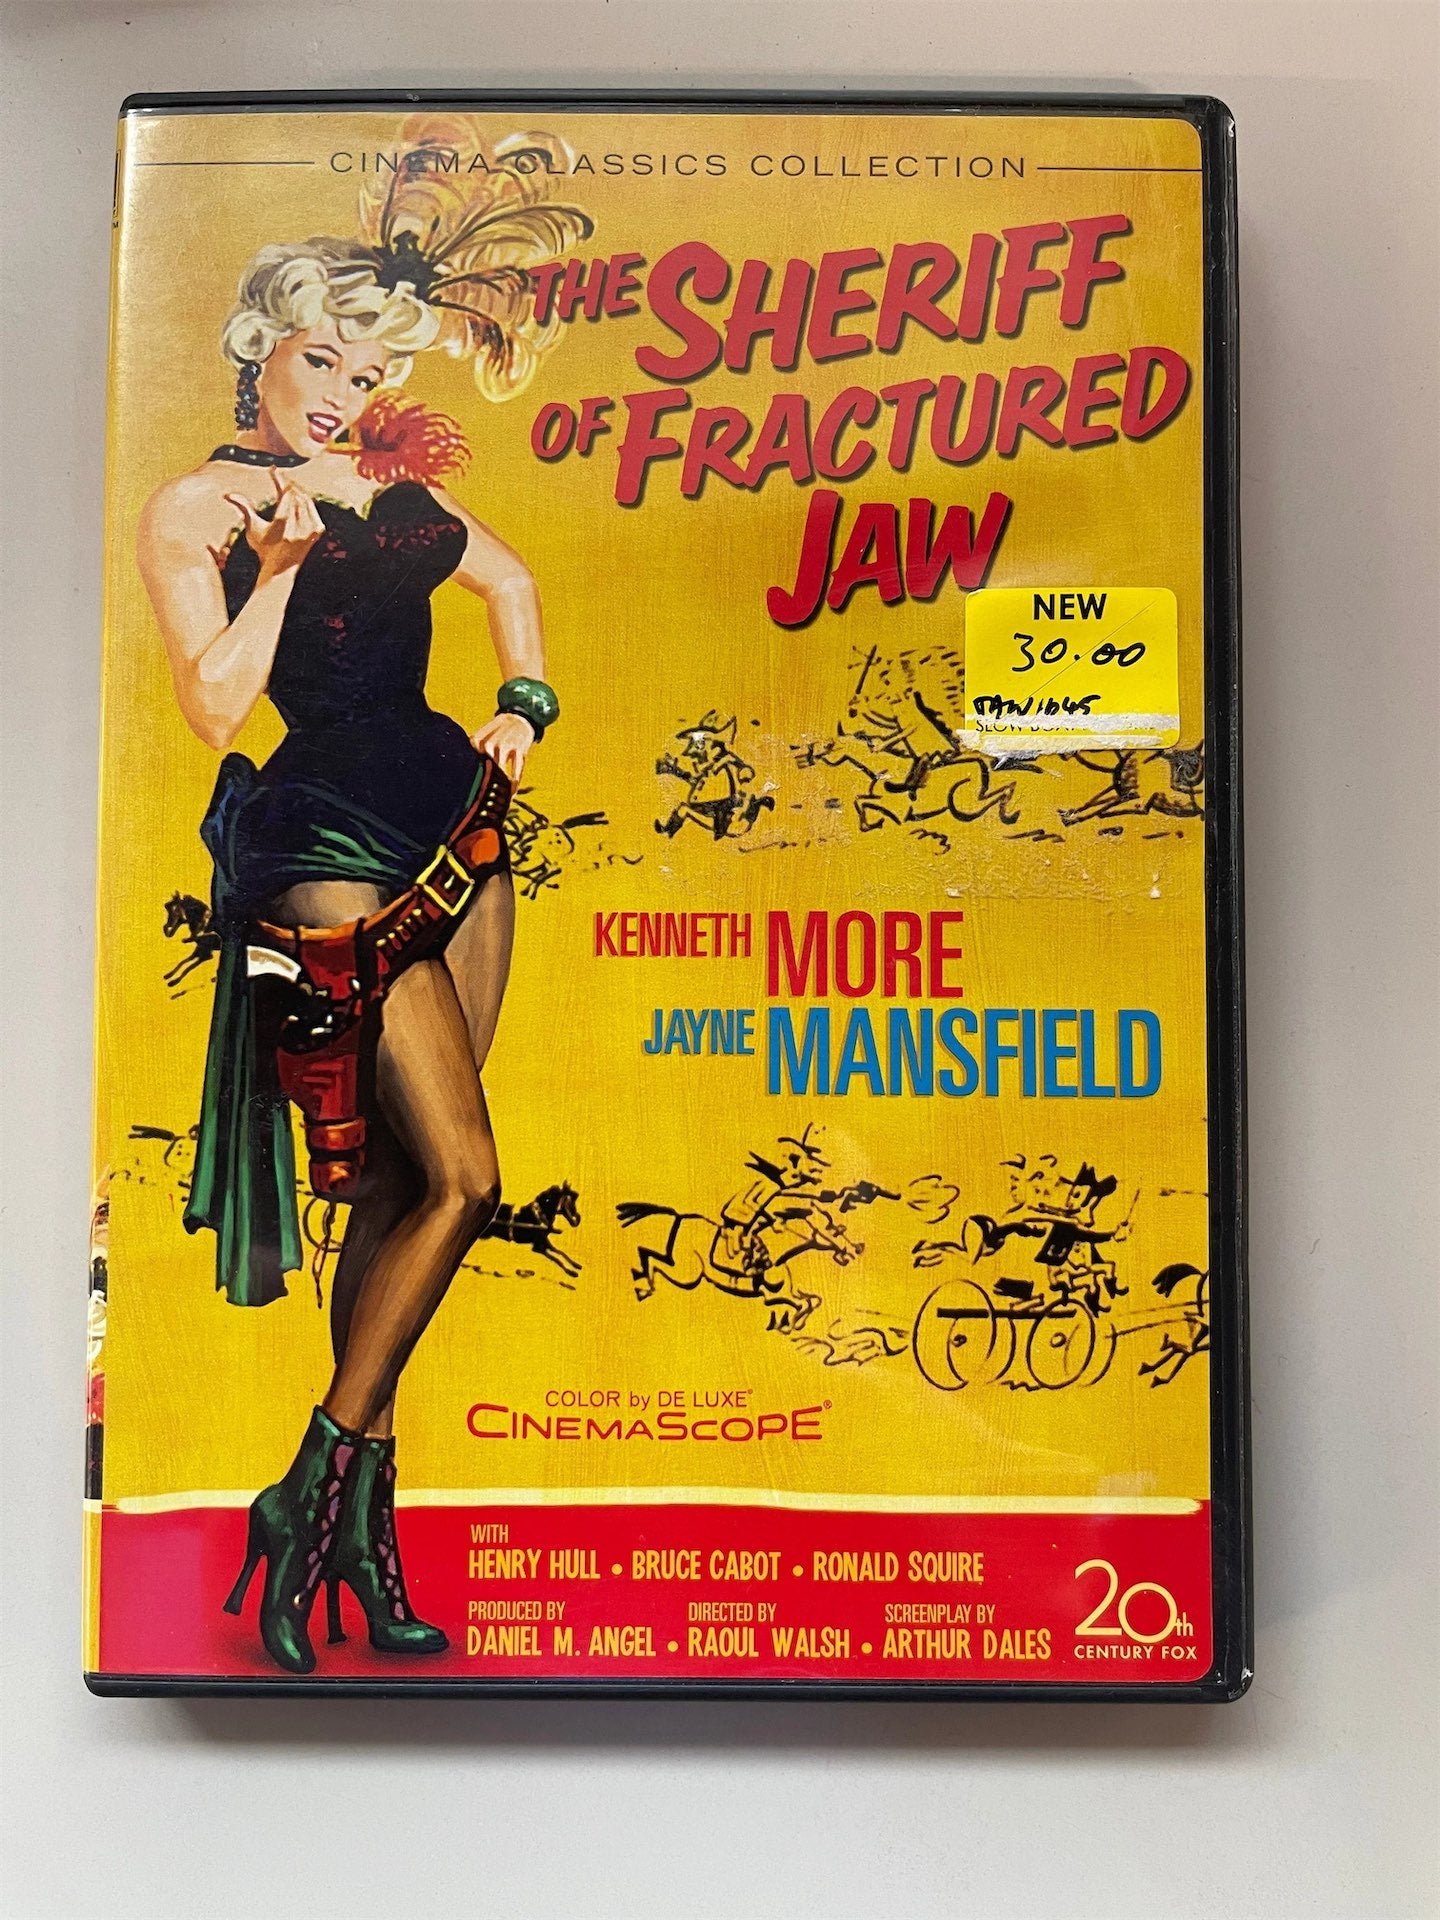 CINEMA CLASSICS COLLECTION
THE SHERIFF
OF FRACTURED
JAW
NEW
30.00
KENNETH MORE
JAYNE MANSFIELD
COLOR by DE LUXE®
CINEMASCOPE®
WITH
HENRY HULL • BRUCE CABOT • RONALD SQUIRE
PRODUCED BY DIRECTED BY SCREENPLAY BY
DANIEL M. ANGEL • RAOUL WALSH • ARTHUR DALES
20th
CENTURY FOX